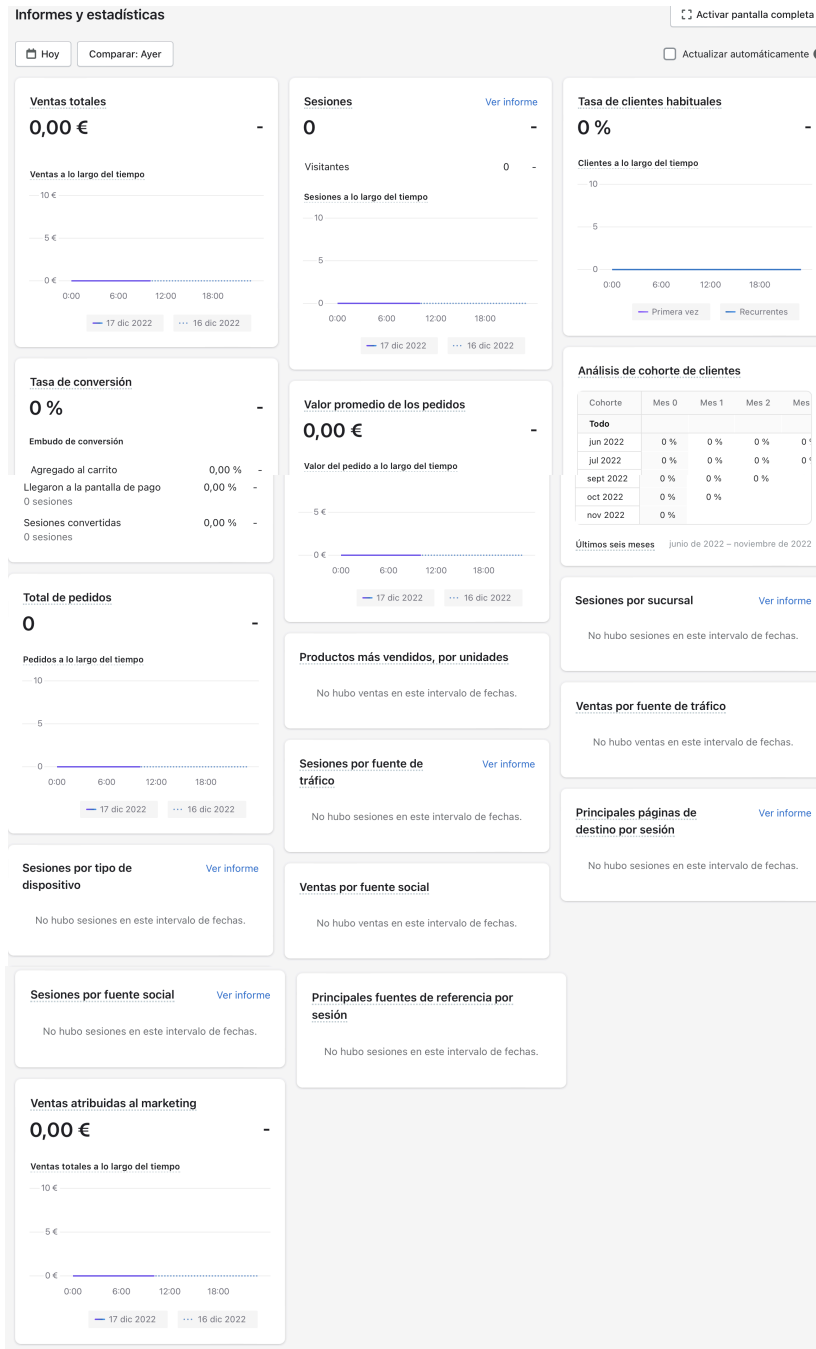 Informes y estadísticas
Activar pantalla completa
Hoy
Comparar: Ayer
Actualizar automáticamente
Ventas totales
0,00 €
-
Ventas a lo largo del tiempo
10 €
5 €
0 €
0:00 6:00 12:00 18:00
17 dic 2022 16 dic 2022
Sesiones
Ver informe
0
-
Visitantes 0 -
Sesiones a lo largo del tiempo
10
5
0
0:00 6:00 12:00 18:00
17 dic 2022 16 dic 2022
Tasa de clientes habituales
0 %
-
Clientes a lo largo del tiempo
10
5
0
0:00 6:00 12:00 18:00
Primera vez Recurrentes
Tasa de conversión
0 %
-
Embudo de conversión
Agregado al carrito 0,00 % -
Llegaron a la pantalla de pago 0,00 % -
0 sesiones
Sesiones convertidas 0,00 % -
0 sesiones
Valor promedio de los pedidos
0,00 €
-
Valor del pedido a lo largo del tiempo
5 €
0 €
0:00 6:00 12:00 18:00
17 dic 2022 16 dic 2022
Análisis de cohorte de clientes
Cohorte Mes 0 Mes 1 Mes 2 Mes
Todo
jun 2022 0 % 0 % 0 % 0
jul 2022 0 % 0 % 0 % 0
sept 2022 0 % 0 % 0 %
oct 2022 0 % 0 %
nov 2022 0 %
Últimos seis meses junio de 2022 – noviembre de 2022
Total de pedidos
0
-
Pedidos a lo largo del tiempo
10
5
0
0:00 6:00 12:00 18:00
17 dic 2022 16 dic 2022
Productos más vendidos, por unidades
No hubo ventas en este intervalo de fechas.
Sesiones por sucursal
Ver informe
No hubo sesiones en este intervalo de fechas.
Ventas por fuente de tráfico
No hubo ventas en este intervalo de fechas.
Sesiones por fuente de
tráfico
Ver informe
No hubo sesiones en este intervalo de fechas.
Principales páginas de
destino por sesión
Ver informe
No hubo sesiones en este intervalo de fechas.
Sesiones por tipo de
dispositivo
Ver informe
No hubo sesiones en este intervalo de fechas.
Ventas por fuente social
No hubo ventas en este intervalo de fechas.
Sesiones por fuente social
Ver informe
No hubo sesiones en este intervalo de fechas.
Principales fuentes de referencia por
sesión
No hubo sesiones en este intervalo de fechas.
Ventas atribuidas al marketing
0,00 €
-
Ventas totales a lo largo del tiempo
10 €
5 €
0 €
0:00 6:00 12:00 18:00
17 dic 2022 16 dic 2022